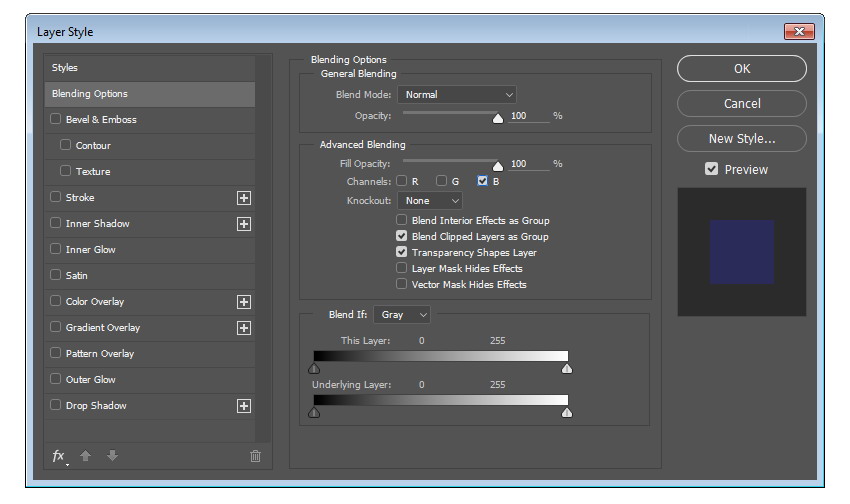 Layer Style
Styles
Blending Options
Bevel & Emboss
Contour
Texture
Stroke
Inner Shadow
Inner Glow
Satin
Color Overlay
Gradient Overlay
Pattern Overlay
Outer Glow
Drop Shadow
fx
Blending Options
General Blending
Blend Mode: Normal
Opacity: 100 %
Advanced Blending
Fill Opacity: 100 %
Channels: R G B
Knockout: None
Blend Interior Effects as Group
Blend Clipped Layers as Group
Transparency Shapes Layer
Layer Mask Hides Effects
Vector Mask Hides Effects
Blend If: Gray
This Layer: 0 255
Underlying Layer: 0 255
OK
Cancel
New Style...
Preview